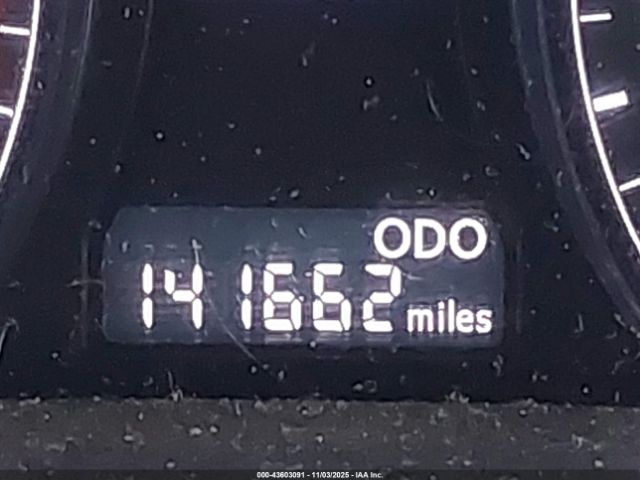 ODO
141662 miles
000-43603091 - 11/03/2025 - IAA Inc.